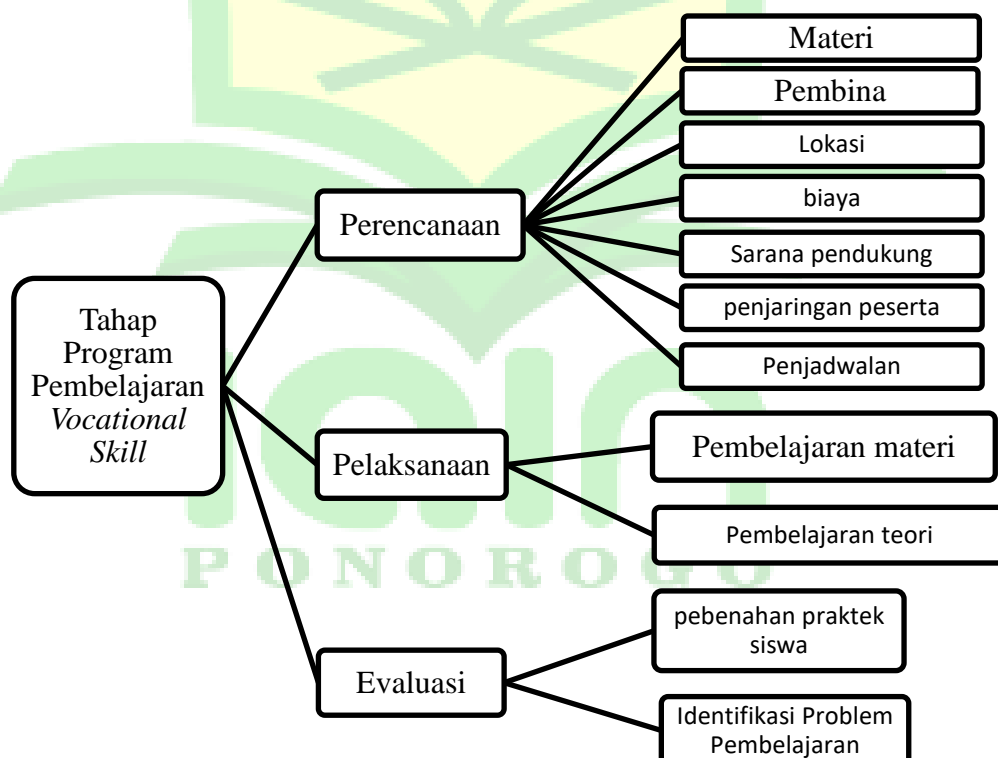 Tahap
Program
Pembelajaran
Vocational
Skill
Perencanaan
Materi
Pembina
Lokasi
biaya
Sarana pendukung
penjaringan peserta
Penjadwalan
Pelaksanaan
Pembelajaran materi
Pembelajaran teori
Evaluasi
pebenahan praktek
siswa
Identifikasi Problem
Pembelajaran
iain
PONOROGO